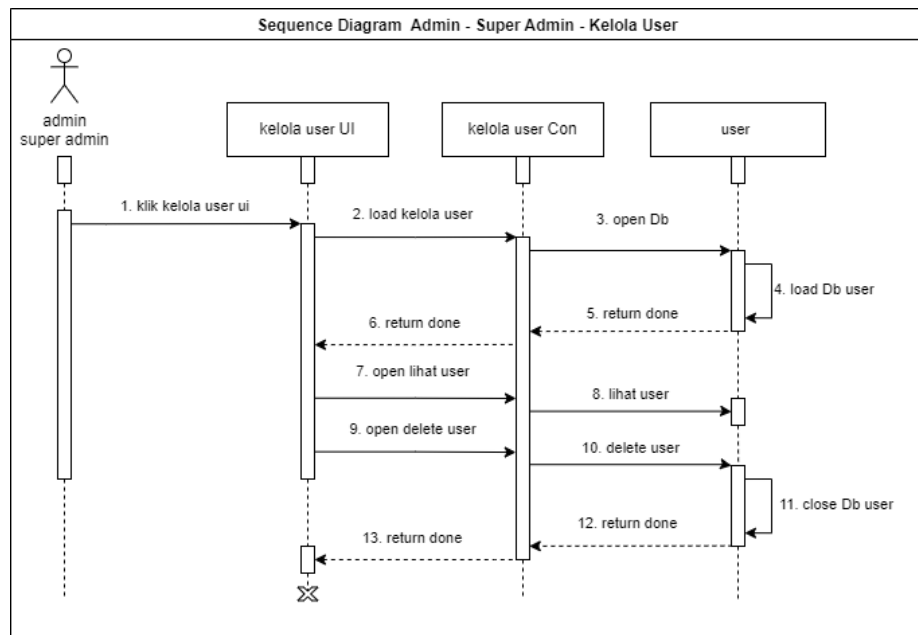 Sequence Diagram  Admin - Super Admin - Kelola User
admin
super admin
kelola user UI
kelola user Con
user
1. klik kelola user ui
2. load kelola user
3. open Db
4. load Db user
5. return done
6. return done
7. open lihat user
8. lihat user
9. open delete user
10. delete user
11. close Db user
12. return done
13. return done